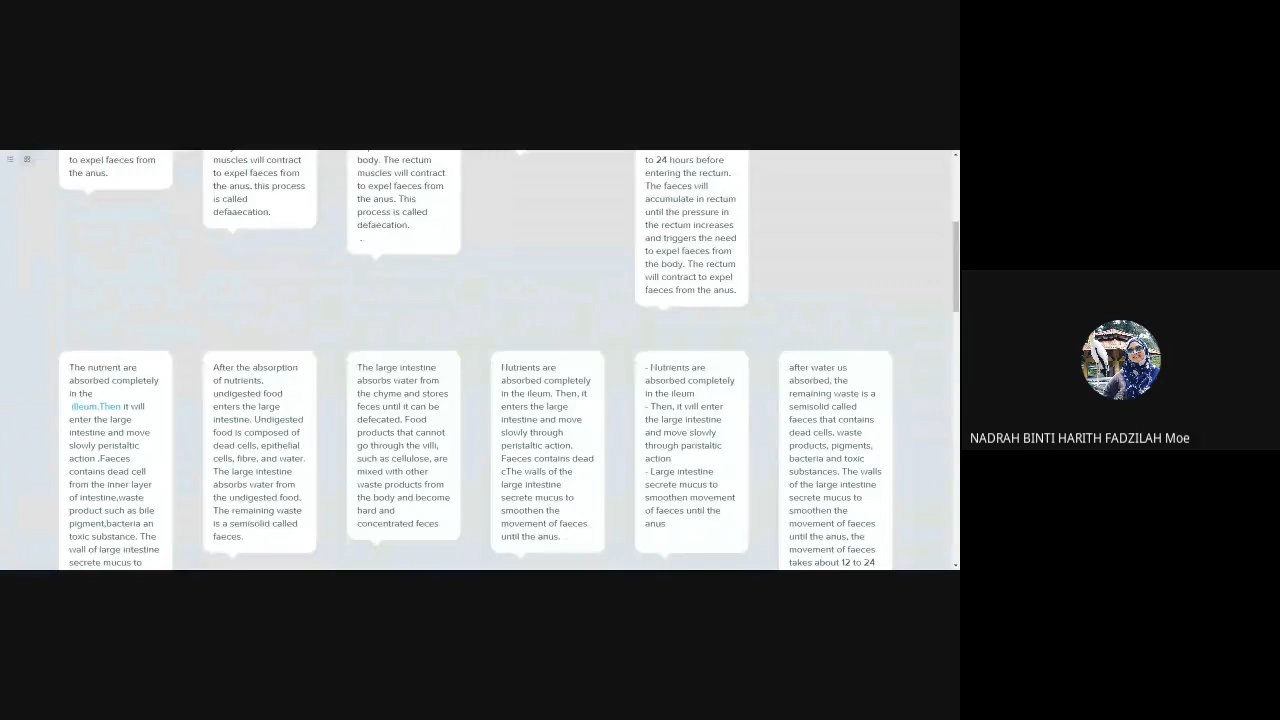 to expel faeces from
the anus.
muscles will contract
to expel faeces from
the anus. this process
is called
defaaecation.
body. The rectum
muscles will contract
to expel faeces from
the anus. This
process is called
defaecation.
.
to 24 hours before
entering the rectum.
The faeces will
accumulate in rectum
until the pressure in
the rectum increases
and triggers the need
to expel faeces from
the body. The rectum
will contract to expel
faeces from the anus.
The nutrient are
absorbed completely
in the
ileum.Then it will
enter the large
intestine and move
slowly peristaltic
action .Faeces
contains dead cell
from the inner layer
of intestine,waste
product such as bile
pigment,bacteria an
toxic substance. The
wall of large intestine
secrete mucus to
After the absorption
of nutrients,
undigested food
enters the large
intestine. Undigested
food is composed of
dead cells, epithelial
cells, fibre, and water.
The large intestine
absorbs water from
the undigested food.
The remaining waste
is a semisolid called
faeces.
The large intestine
absorbs water from
the chyme and stores
feces until it can be
defecated. Food
products that cannot
go through the villi,
such as cellulose, are
mixed with other
waste products from
the body and become
hard and
concentrated feces
Nutrients are
absorbed completely
in the ileum. Then, it
enters the large
intestine and move
slowly through
peristaltic action.
Faeces contains dead
cThe walls of the
large intestine
secrete mucus to
smoothen the
movement of faeces
until the anus.
- Nutrients are
absorbed completely
in the ileum
- Then, it will enter
the large intestine
and move slowly
through paristaltic
action
- Large intestine
secrete mucus to
smoothen movement
of faeces until the
anus
after water us
absorbed, the
remaining waste is a
semisolid called
faeces that contains
dead cells, waste
products, pigments,
bacteria and toxic
substances. The walls
of the large intestine
secrete mucus to
smoothen the
movement of faeces
until the anus, the
movement of faeces
takes about 12 to 24
NADRAH BINTI HARITH FADZILAH Moe